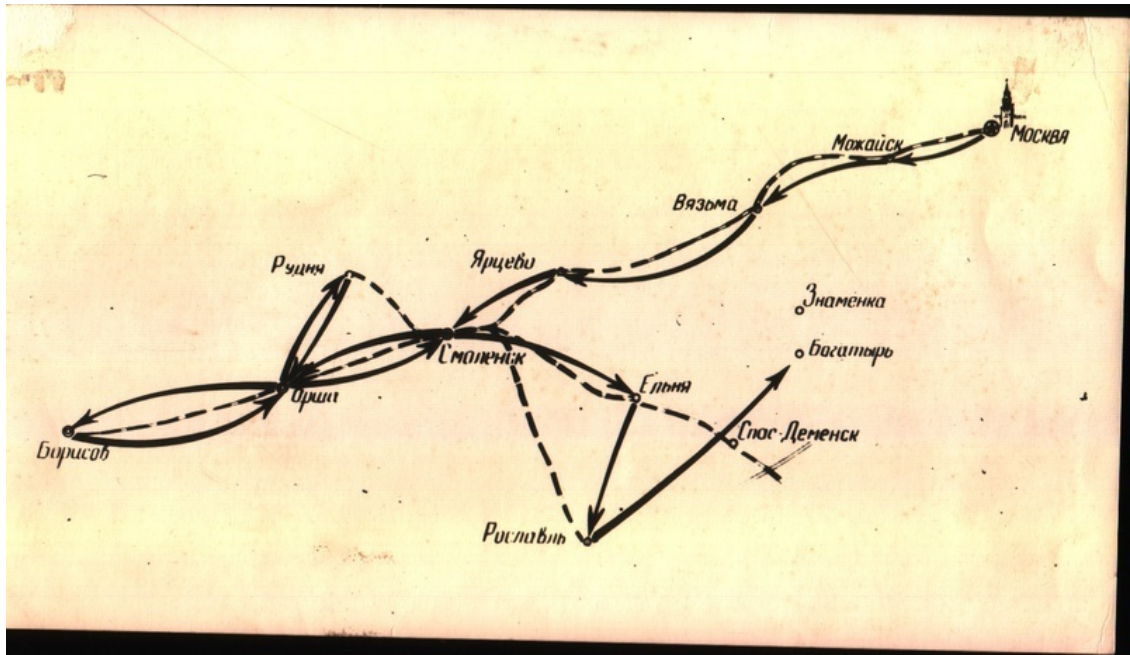 Москва
Можайск
Вязьма
Ярцево
Рудня
Знаменка
Смоленск
Богатырь
Орша
Ельня
Борисов
Спас-Деменск
Рославль